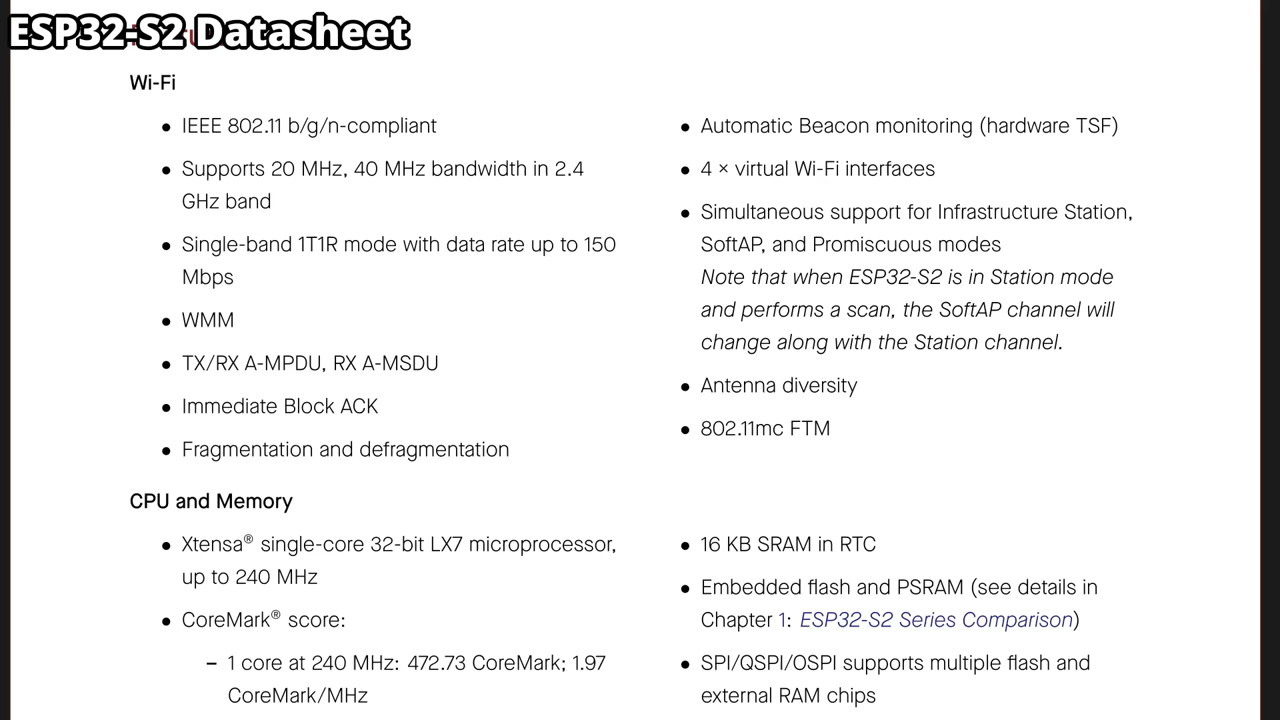 ESP32-S2 Datasheet
Wi-Fi
• IEEE 802.11 b/g/n-compliant
• Supports 20 MHz, 40 MHz bandwidth in 2.4
GHz band
• Single-band 1T1R mode with data rate up to 150
Mbps
• WMM
• TX/RX A-MPDU, RX A-MSDU
• Immediate Block ACK
• Fragmentation and defragmentation
• Automatic Beacon monitoring (hardware TSF)
• 4 × virtual Wi-Fi interfaces
• Simultaneous support for Infrastructure Station,
SoftAP, and Promiscuous modes
Note that when ESP32-S2 is in Station mode
and performs a scan, the SoftAP channel will
change along with the Station channel.
• Antenna diversity
• 802.11mc FTM
CPU and Memory
• Xtensa® single-core 32-bit LX7 microprocessor,
up to 240 MHz
• CoreMark® score:
– 1 core at 240 MHz: 472.73 CoreMark; 1.97
CoreMark/MHz
• 16 KB SRAM in RTC
• Embedded flash and PSRAM (see details in
Chapter 1: ESP32-S2 Series Comparison)
• SPI/QSPI/OSPI supports multiple flash and
external RAM chips